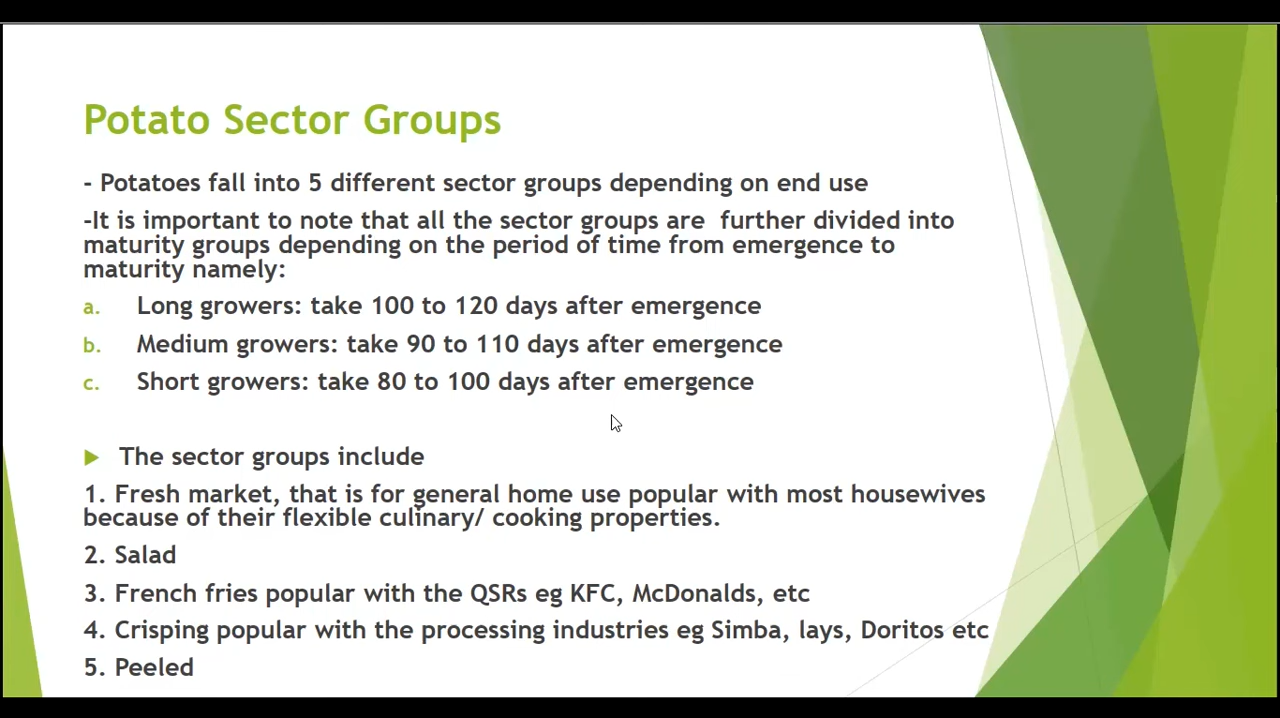 Potato Sector Groups
- Potatoes fall into 5 different sector groups depending on end use
-It is important to note that all the sector groups are  further divided into
maturity groups depending on the period of time from emergence to
maturity namely:
a. Long growers: take 100 to 120 days after emergence
b. Medium growers: take 90 to 110 days after emergence
c. Short growers: take 80 to 100 days after emergence
The sector groups include
1. Fresh market, that is for general home use popular with most housewives
because of their flexible culinary/ cooking properties.
2. Salad
3. French fries popular with the QSRs eg KFC, McDonalds, etc
4. Crisping popular with the processing industries eg Simba, lays, Doritos etc
5. Peeled